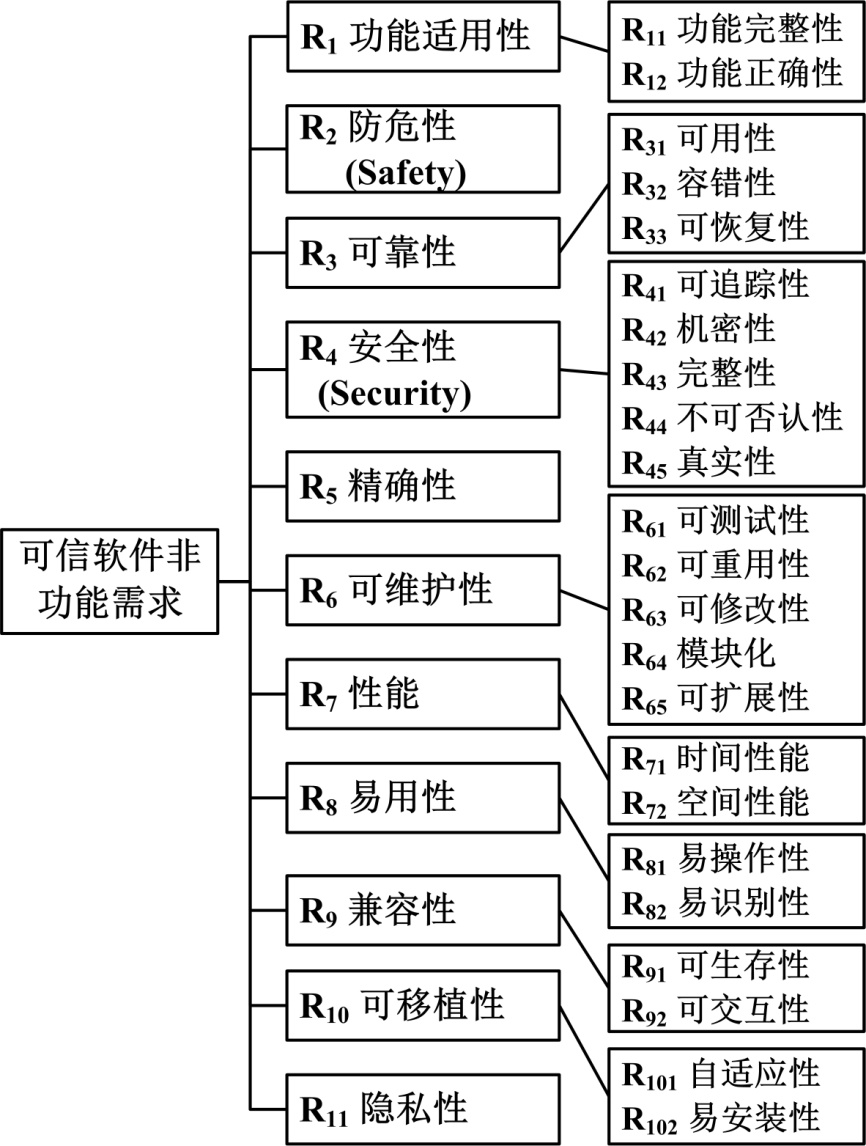 可信软件非
功能需求
R₁ 功能适用性
R₁₁ 功能完整性
R₁₂ 功能正确性
R₂ 防危性
(Safety)
R₃ 可靠性
R₃₁ 可用性
R₃₂ 容错性
R₃₃ 可恢复性
R₄ 安全性
(Security)
R₄₁ 可追踪性
R₄₂ 机密性
R₄₃ 完整性
R₄₄ 不可否认性
R₄₅ 真实性
R₅ 精确性
R₆ 可维护性
R₆₁ 可测试性
R₆₂ 可重用性
R₆₃ 可修改性
R₆₄ 模块化
R₆₅ 可扩展性
R₇ 性能
R₇₁ 时间性能
R₇₂ 空间性能
R₈ 易用性
R₈₁ 易操作性
R₈₂ 易识别性
R₉ 兼容性
R₉₁ 可生存性
R₉₂ 可交互性
R₁₀ 可移植性
R₁₀₁ 自适应性
R₁₀₂ 易安装性
R₁₁ 隐私性